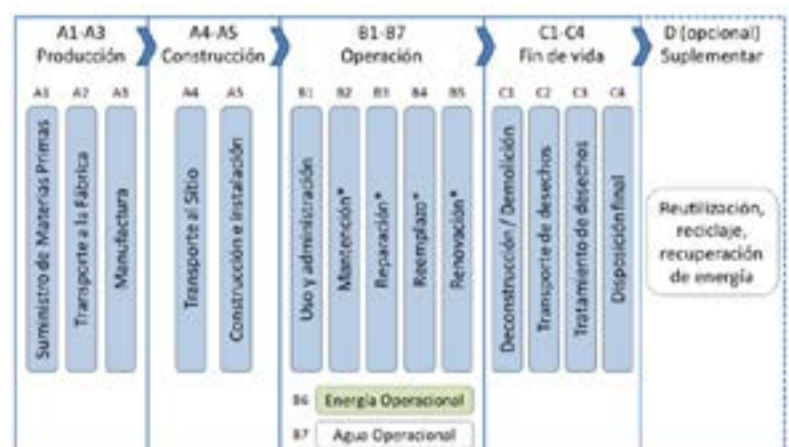 A1-A3
Producción
A4-A5
Construcción
B1-B7
Operación
C1-C4
Fin de vida
D (opcional)
Suplementar
A1
A2
A3
A4
A5
B1
B2
B3
B4
B5
C1
C2
C3
C4
Suministro de Materias Primas
Transporte a la Fábrica
Manufactura
Transporte al Sitio
Construcción e Instalación
Uso y administración
Mantención*
Reparación*
Reemplazo*
Renovación*
Deconstrucción / Demolición
Transporte de desechos
Tratamiento de desechos
Disposición final
Reutilización,
reciclaje,
recuperación
de energía
B6 Energía Operacional
B7 Agua Operacional